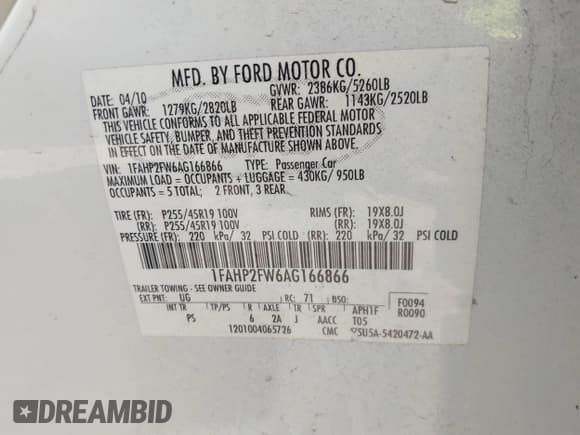 MFD. BY FORD MOTOR CO.
DATE: 04/10 GVWR: 2386KG/5260LB
FRONT GAWR: 1279KG/2820LB REAR GAWR: 1143KG/2520LB
THIS VEHICLE CONFORMS TO ALL APPLICABLE FEDERAL MOTOR
VEHICLE SAFETY, BUMPER, AND THEFT PREVENTION STANDARDS
IN EFFECT ON THE DATE OF MANUFACTURE SHOWN ABOVE.
VIN: 1FAHP2FW6AG166866 TYPE: Passenger Car
MAXIMUM LOAD = OCCUPANTS + LUGGAGE = 430KG/950LB
OCCUPANTS = 5 TOTAL; 2 FRONT, 3 REAR
TIRE (FR): P255/45R19 100V RIMS (FR): 19X8.0J
(RR): P255/45R19 100V (RR): 19X8.0J
PRESSURE (FR): 220 kPa/ 32 PSI COLD (RR): 220 kPa/ 32 PSI COLD
1FAHP2FW6AG166866
TRAILER TOWING - SEE OWNER GUIDE
EXT PNT: UG RC: 71 DSO: F0094
INT TR TP/PS R AXLE TR SPR APH1F R0090
PS 6 2A J AACC T05
1201004065726 CMC 5U5A-5420472-AA
DREAMBID